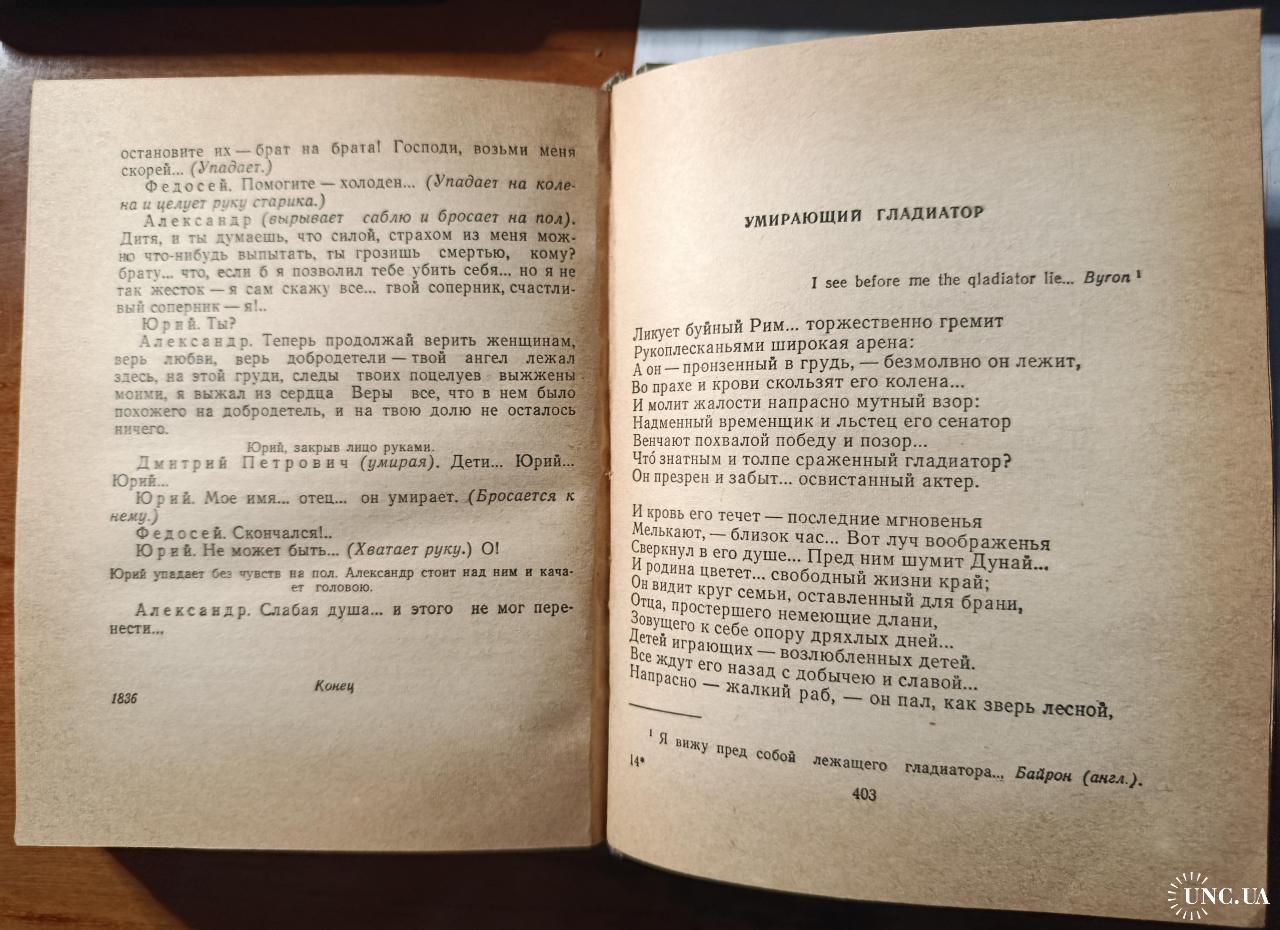 остановите их — брат на брата! Господи, возьми меня
скорей... (Упадает.)
Федосей. Помогите — холоден... (Упадает на коле-
на и целует руку старика.)
Александр (вырывает саблю и бросает на пол).
Дитя, и ты думаешь, что силой, страхом из меня мож-
но что-нибудь выпытать, ты грозишь смертью, кому?
брату... что, если б я позволил тебе убить себя... но я не
так жесток — я сам скажу все... твой соперник, счастли-
вый соперник — я!..
Юрий. Ты?
Александр. Теперь продолжай верить женщинам,
верь любви, верь добродетели — твой ангел лежал
здесь, на этой груди, следы твоих поцелуев выжжены
моими, я выжал из сердца Веры все, что в нем было
похожего на добродетель, и на твою долю не осталось
ничего.
Юрий, закрыв лицо руками.
Дмитрий Петрович (умирая). Дети... Юрий...
Юрий...
Юрий. Мое имя... отец... он умирает. (Бросается к
нему.)
Федосей. Скончался!..
Юрий. Не может быть... (Хватает руку.) О!
Юрий упадает без чувств на пол. Александр стоит над ним и кача-
ет головою.
Александр. Слабая душа... и этого не мог пере-
нести...
Конец
1836
УМИРАЮЩИЙ ГЛАДИАТОР
I see before me the qladiator lie... Byron ¹
Ликует буйный Рим... торжественно гремит
Рукоплесканьями широкая арена:
А он — пронзенный в грудь, — безмолвно он лежит,
Во прахе и крови скользят его колена...
И молит жалости напрасно мутный взор:
Надменный временщик и льстец его сенатор
Венчают похвалой победу и позор...
Что́ знатным и толпе сраженный гладиатор?
Он презрен и забыт... освистанный актер.
И кровь его течет — последние мгновенья
Мелькают, — близок час... Вот луч воображенья
Сверкнул в его душе... Пред ним шумит Дунай...
И родина цветет... свободный жизни край;
Он видит круг семьи, оставленный для брани,
Отца, простершего немеющие длани,
Зовущего к себе опору дряхлых дней...
Детей играющих — возлюбленных детей.
Все ждут его назад с добычею и славой...
Напрасно — жалкий раб, — он пал, как зверь лесной,
¹ Я вижу пред собой лежащего гладиатора... Байрон (англ.).
14*
403
UNC.UA